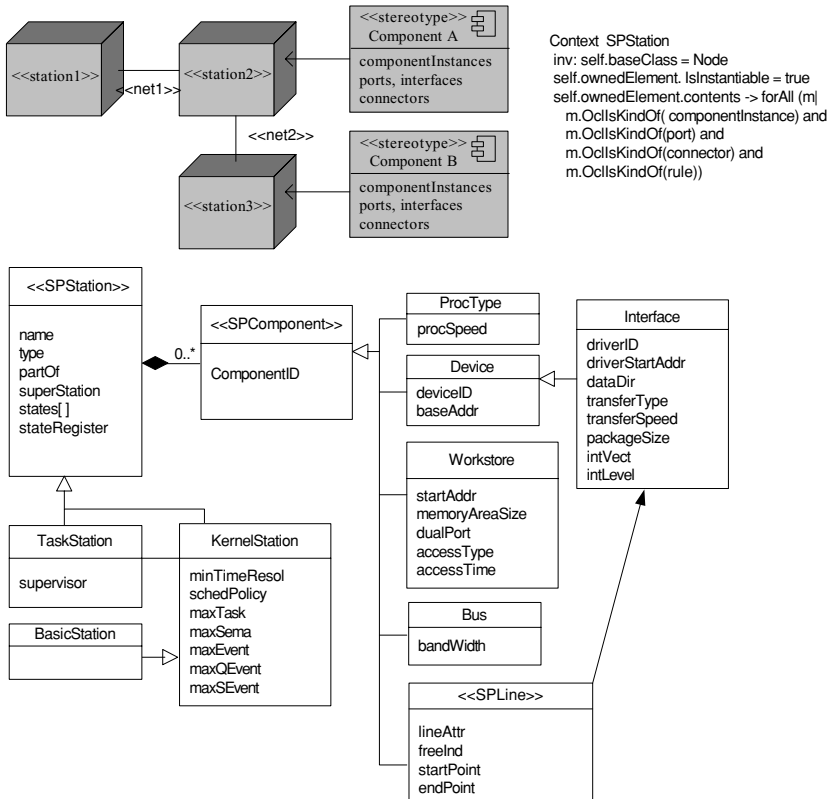 <<station1>>
<<net1>>
<<station2>>
<<stereotype>>
Component A
componentInstances
ports, interfaces
connectors
<<net2>>
<<station3>>
<<stereotype>>
Component B
componentInstances
ports, interfaces
connectors
Context SPStation
inv: self.baseClass = Node
self.ownedElement. IsInstantiable = true
self.ownedElement.contents -> forAll (m|
m.OclIsKindOf( componentInstance) and
m.OclIsKindOf(port) and
m.OclIsKindOf(connector) and
m.OclIsKindOf(rule))
<<SPStation>>
name
type
partOf
superStation
states[ ]
stateRegister
0..*
<<SPComponent>>
ComponentID
ProcType
procSpeed
Device
deviceID
baseAddr
Interface
driverID
driverStartAddr
dataDir
transferType
transferSpeed
packageSize
intVect
intLevel
Workstore
startAddr
memoryAreaSize
dualPort
accessType
accessTime
TaskStation
supervisor
KernelStation
minTimeResol
schedPolicy
maxTask
maxSema
maxEvent
maxQEvent
maxSEvent
BasicStation
Bus
bandWidth
<<SPLine>>
lineAttr
freeInd
startPoint
endPoint